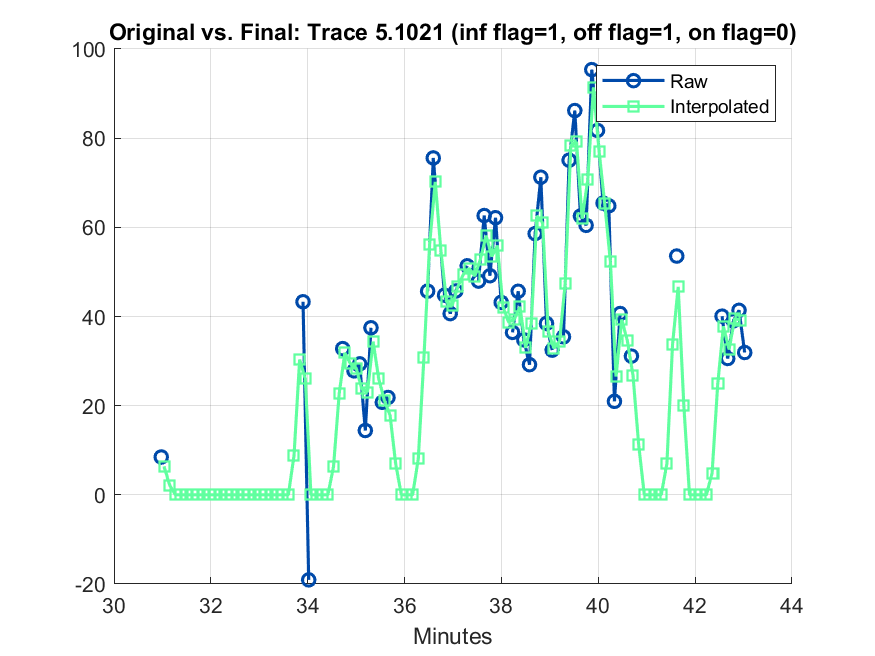 Original vs. Final: Trace 5.1021 (inf flag=1, off flag=1, on flag=0)
100
80
60
40
20
0
-20
Raw
Interpolated
30 32 34 36 38 40 42 44
Minutes